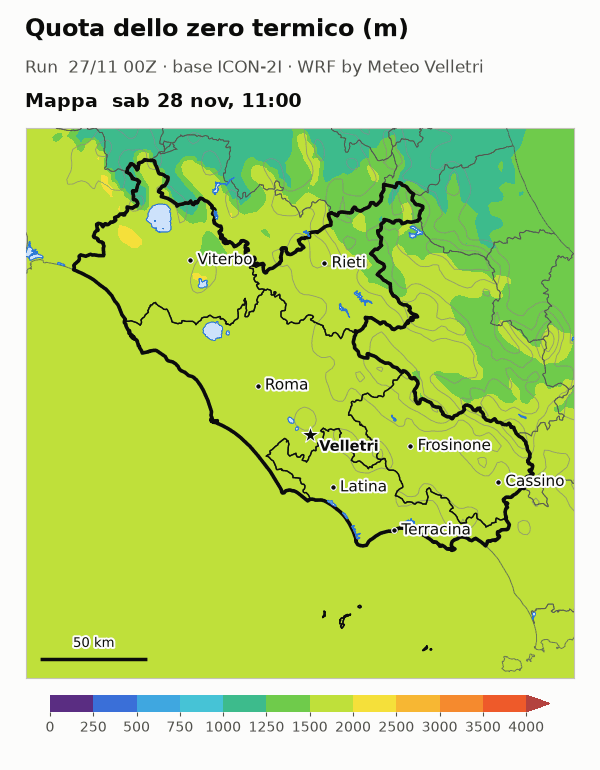 Quota dello zero termico (m)
Run  27/11 00Z · base ICON-2I · WRF by Meteo Velletri
Mappa  sab 28 nov, 11:00
Viterbo
Rieti
Roma
Velletri
Frosinone
Latina
Cassino
Terracina
50 km
0 250 500 750 1000 1250 1500 2000 2500 3000 3500 4000